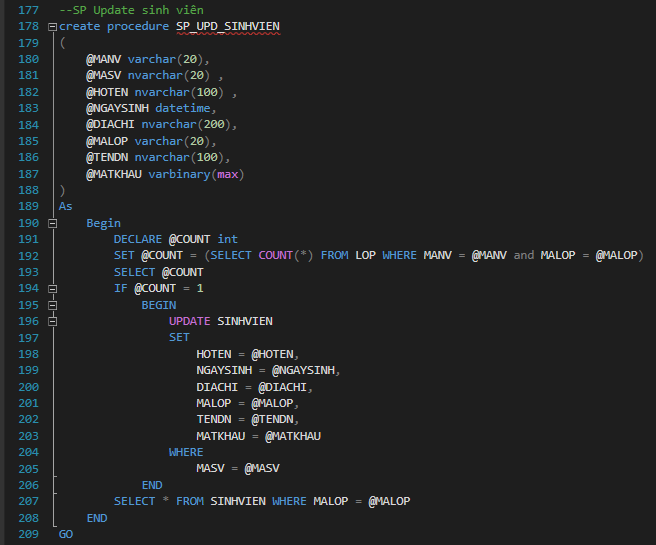 177 --SP Update sinh viên
178 create procedure SP_UPD_SINHVIEN
179 (
180 @MANV varchar(20),
181 @MASV nvarchar(20) ,
182 @HOTEN nvarchar(100) ,
183 @NGAYSINH datetime,
184 @DIACHI nvarchar(200),
185 @MALOP varchar(20),
186 @TENDN nvarchar(100),
187 @MATKHAU varbinary(max)
188 )
189 As
190 Begin
191 DECLARE @COUNT int
192 SET @COUNT = (SELECT COUNT(*) FROM LOP WHERE MANV = @MANV and MALOP = @MALOP)
193 SELECT @COUNT
194 IF @COUNT = 1
195 BEGIN
196 UPDATE SINHVIEN
197 SET
198 HOTEN = @HOTEN,
199 NGAYSINH = @NGAYSINH,
200 DIACHI = @DIACHI,
201 MALOP = @MALOP,
202 TENDN = @TENDN,
203 MATKHAU = @MATKHAU
204 WHERE
205 MASV = @MASV
206 END
207 SELECT * FROM SINHVIEN WHERE MALOP = @MALOP
208 END
209 GO